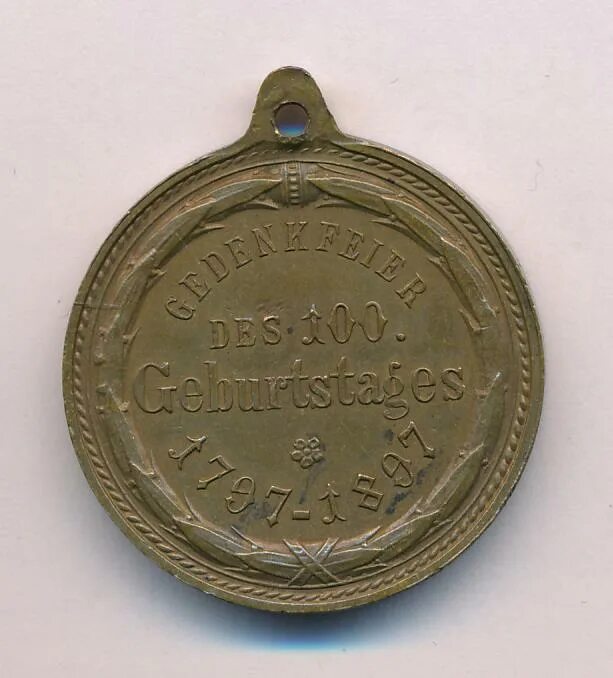 GEDENKFEIER
DES 100.
Geburtstages
1797-1897